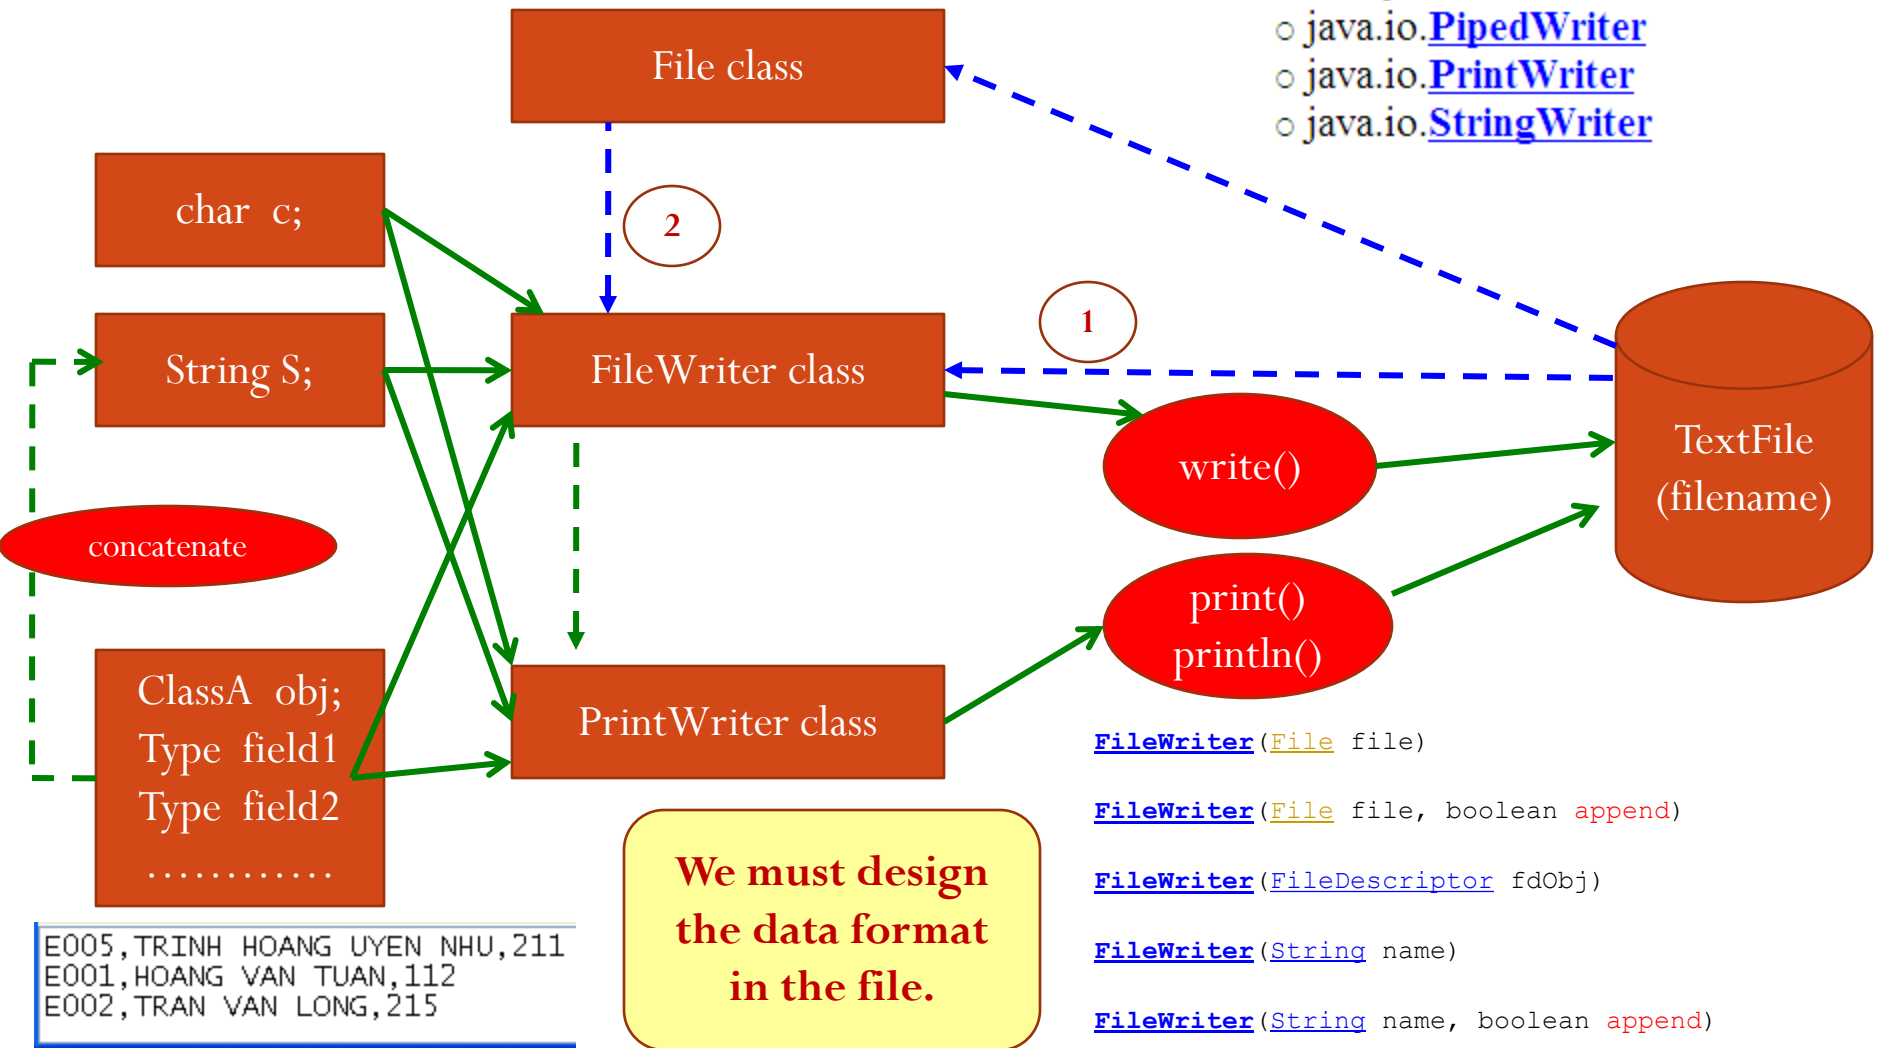 java.io.PipedWriter
java.io.PrintWriter
java.io.StringWriter
File class
char c;
2
1
String S;
FileWriter class
write()
TextFile
(filename)
concatenate
print()
println()
ClassA obj;
Type field1
Type field2
............
PrintWriter class
FileWriter(File file)
FileWriter(File file, boolean append)
FileWriter(FileDescriptor fdObj)
FileWriter(String name)
FileWriter(String name, boolean append)
We must design
the data format
in the file.
E005,TRINH HOANG UYEN NHU,211
E001,HOANG VAN TUAN,112
E002,TRAN VAN LONG,215